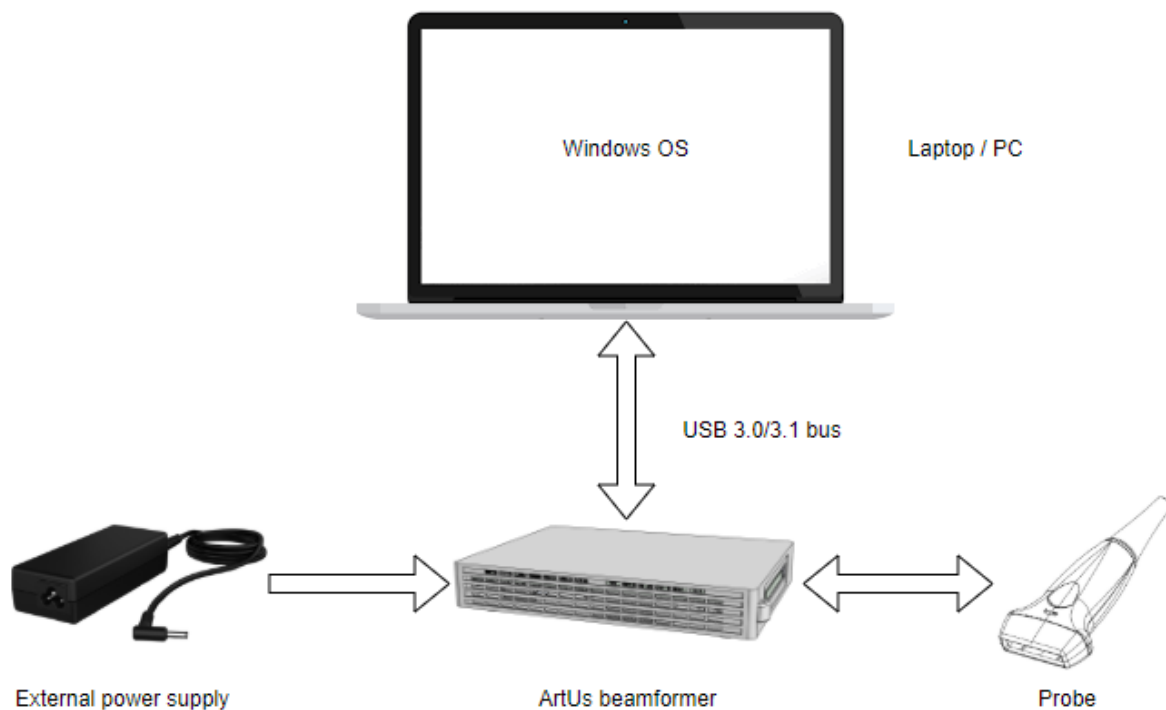 Windows OS
Laptop / PC
USB 3.0/3.1 bus
External power supply
ArtUs beamformer
Probe